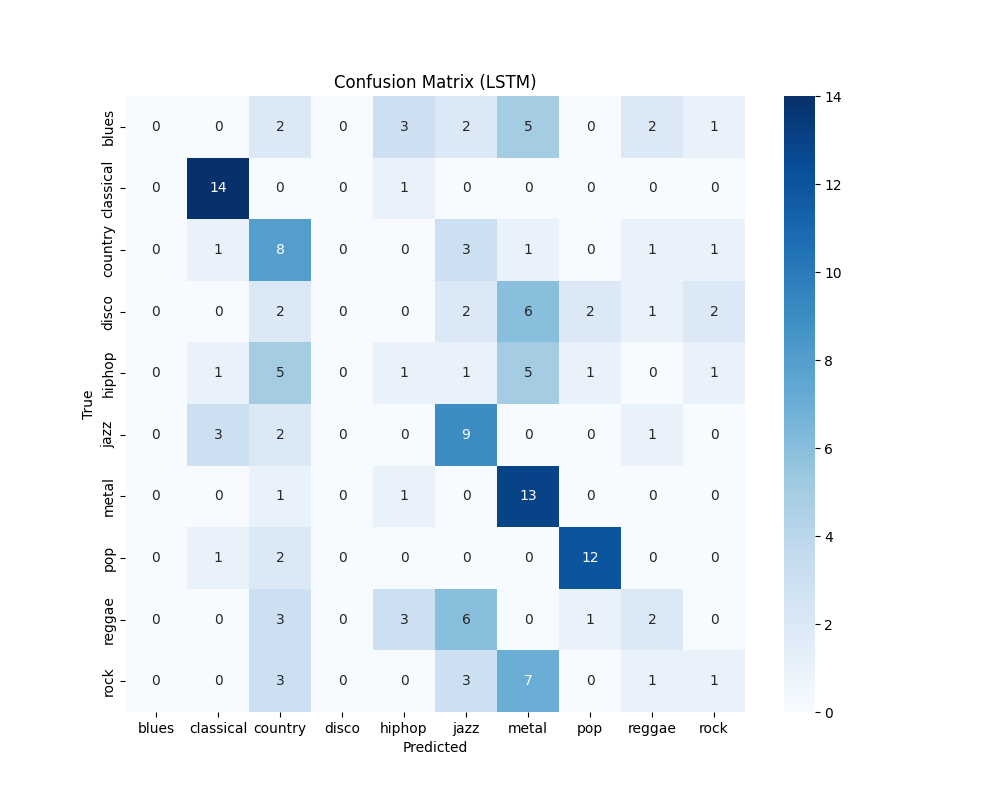 Confusion Matrix (LSTM)
True
blues 0 0 2 0 3 2 5 0 2 1
classical 0 14 0 0 1 0 0 0 0 0
country 0 1 8 0 0 3 1 0 1 1
disco 0 0 2 0 0 2 6 2 1 2
hiphop 0 1 5 0 1 1 5 1 0 1
jazz 0 3 2 0 0 9 0 0 1 0
metal 0 0 1 0 1 0 13 0 0 0
pop 0 1 2 0 0 0 0 12 0 0
reggae 0 0 3 0 3 6 0 1 2 0
rock 0 0 3 0 0 3 7 0 1 1
blues classical country disco hiphop jazz metal pop reggae rock
Predicted
14
12
10
8
6
4
2
0